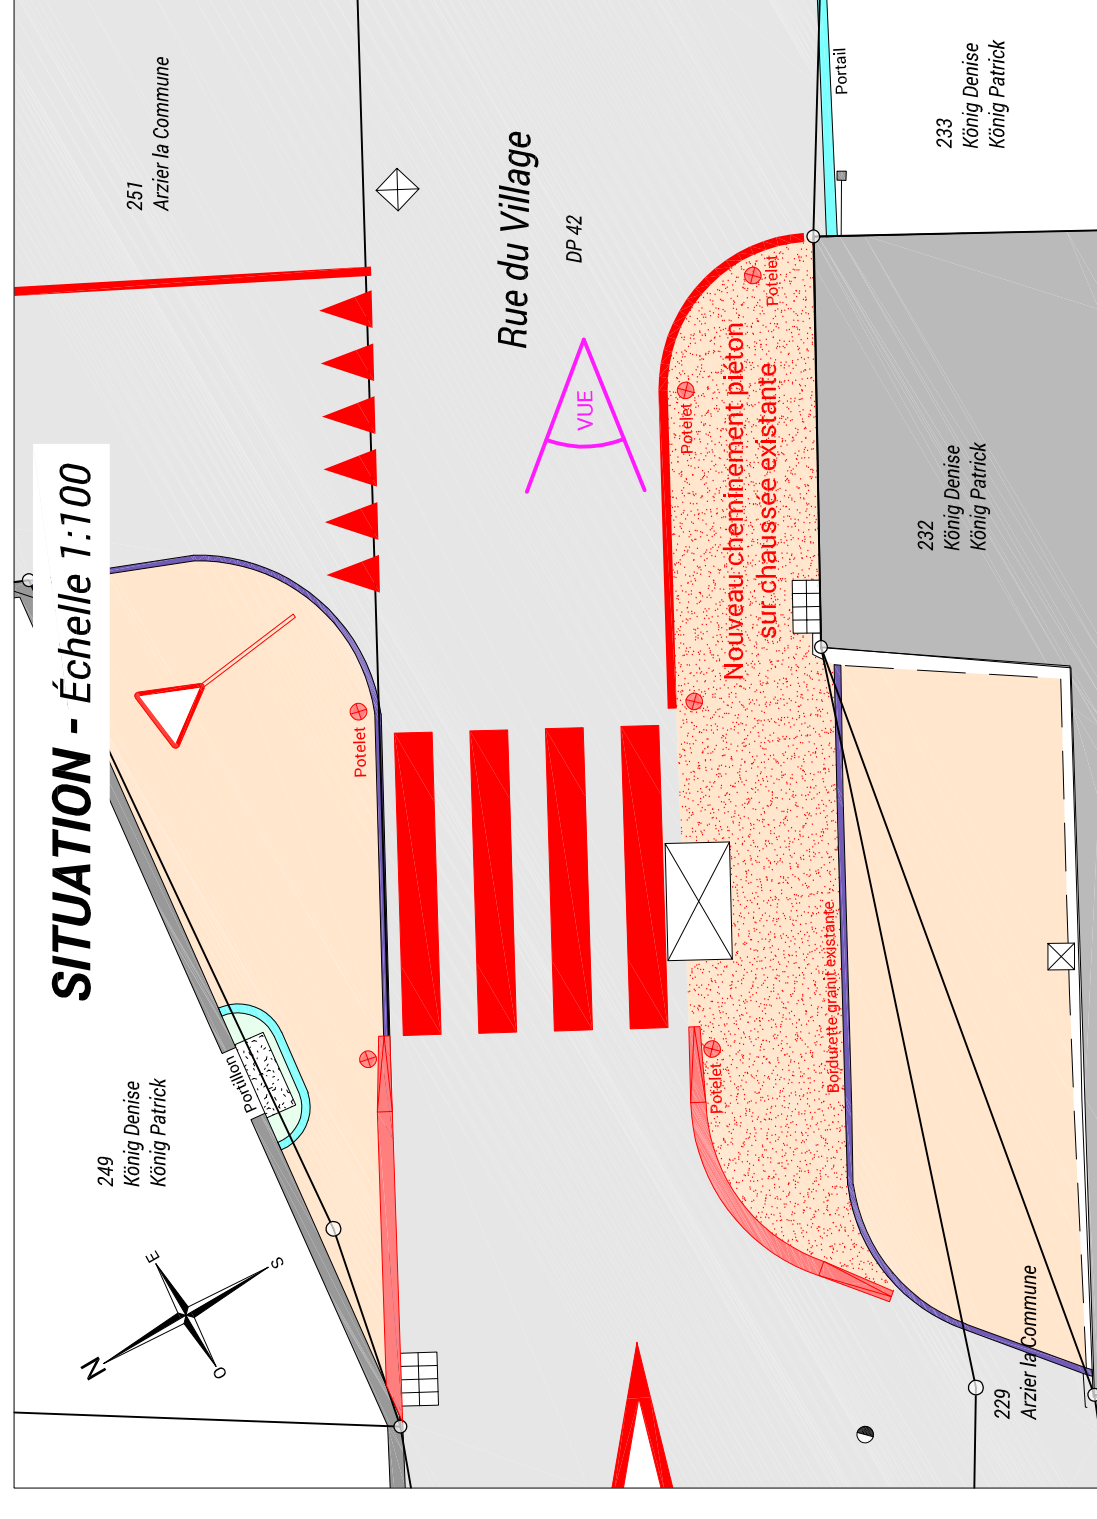 SITUATION - Échelle 1:100
251
Arzier la Commune
Rue du Village
DP 42
Portail
233
König Denise
König Patrick
VUE
Potelet
Potelet
Nouveau cheminement piéton
sur chaussée existante
232
König Denise
König Patrick
Potelet
Portillon
249
König Denise
König Patrick
Potelet
Bordurette granit existante
N
E
S
O
229
Arzier la Commune